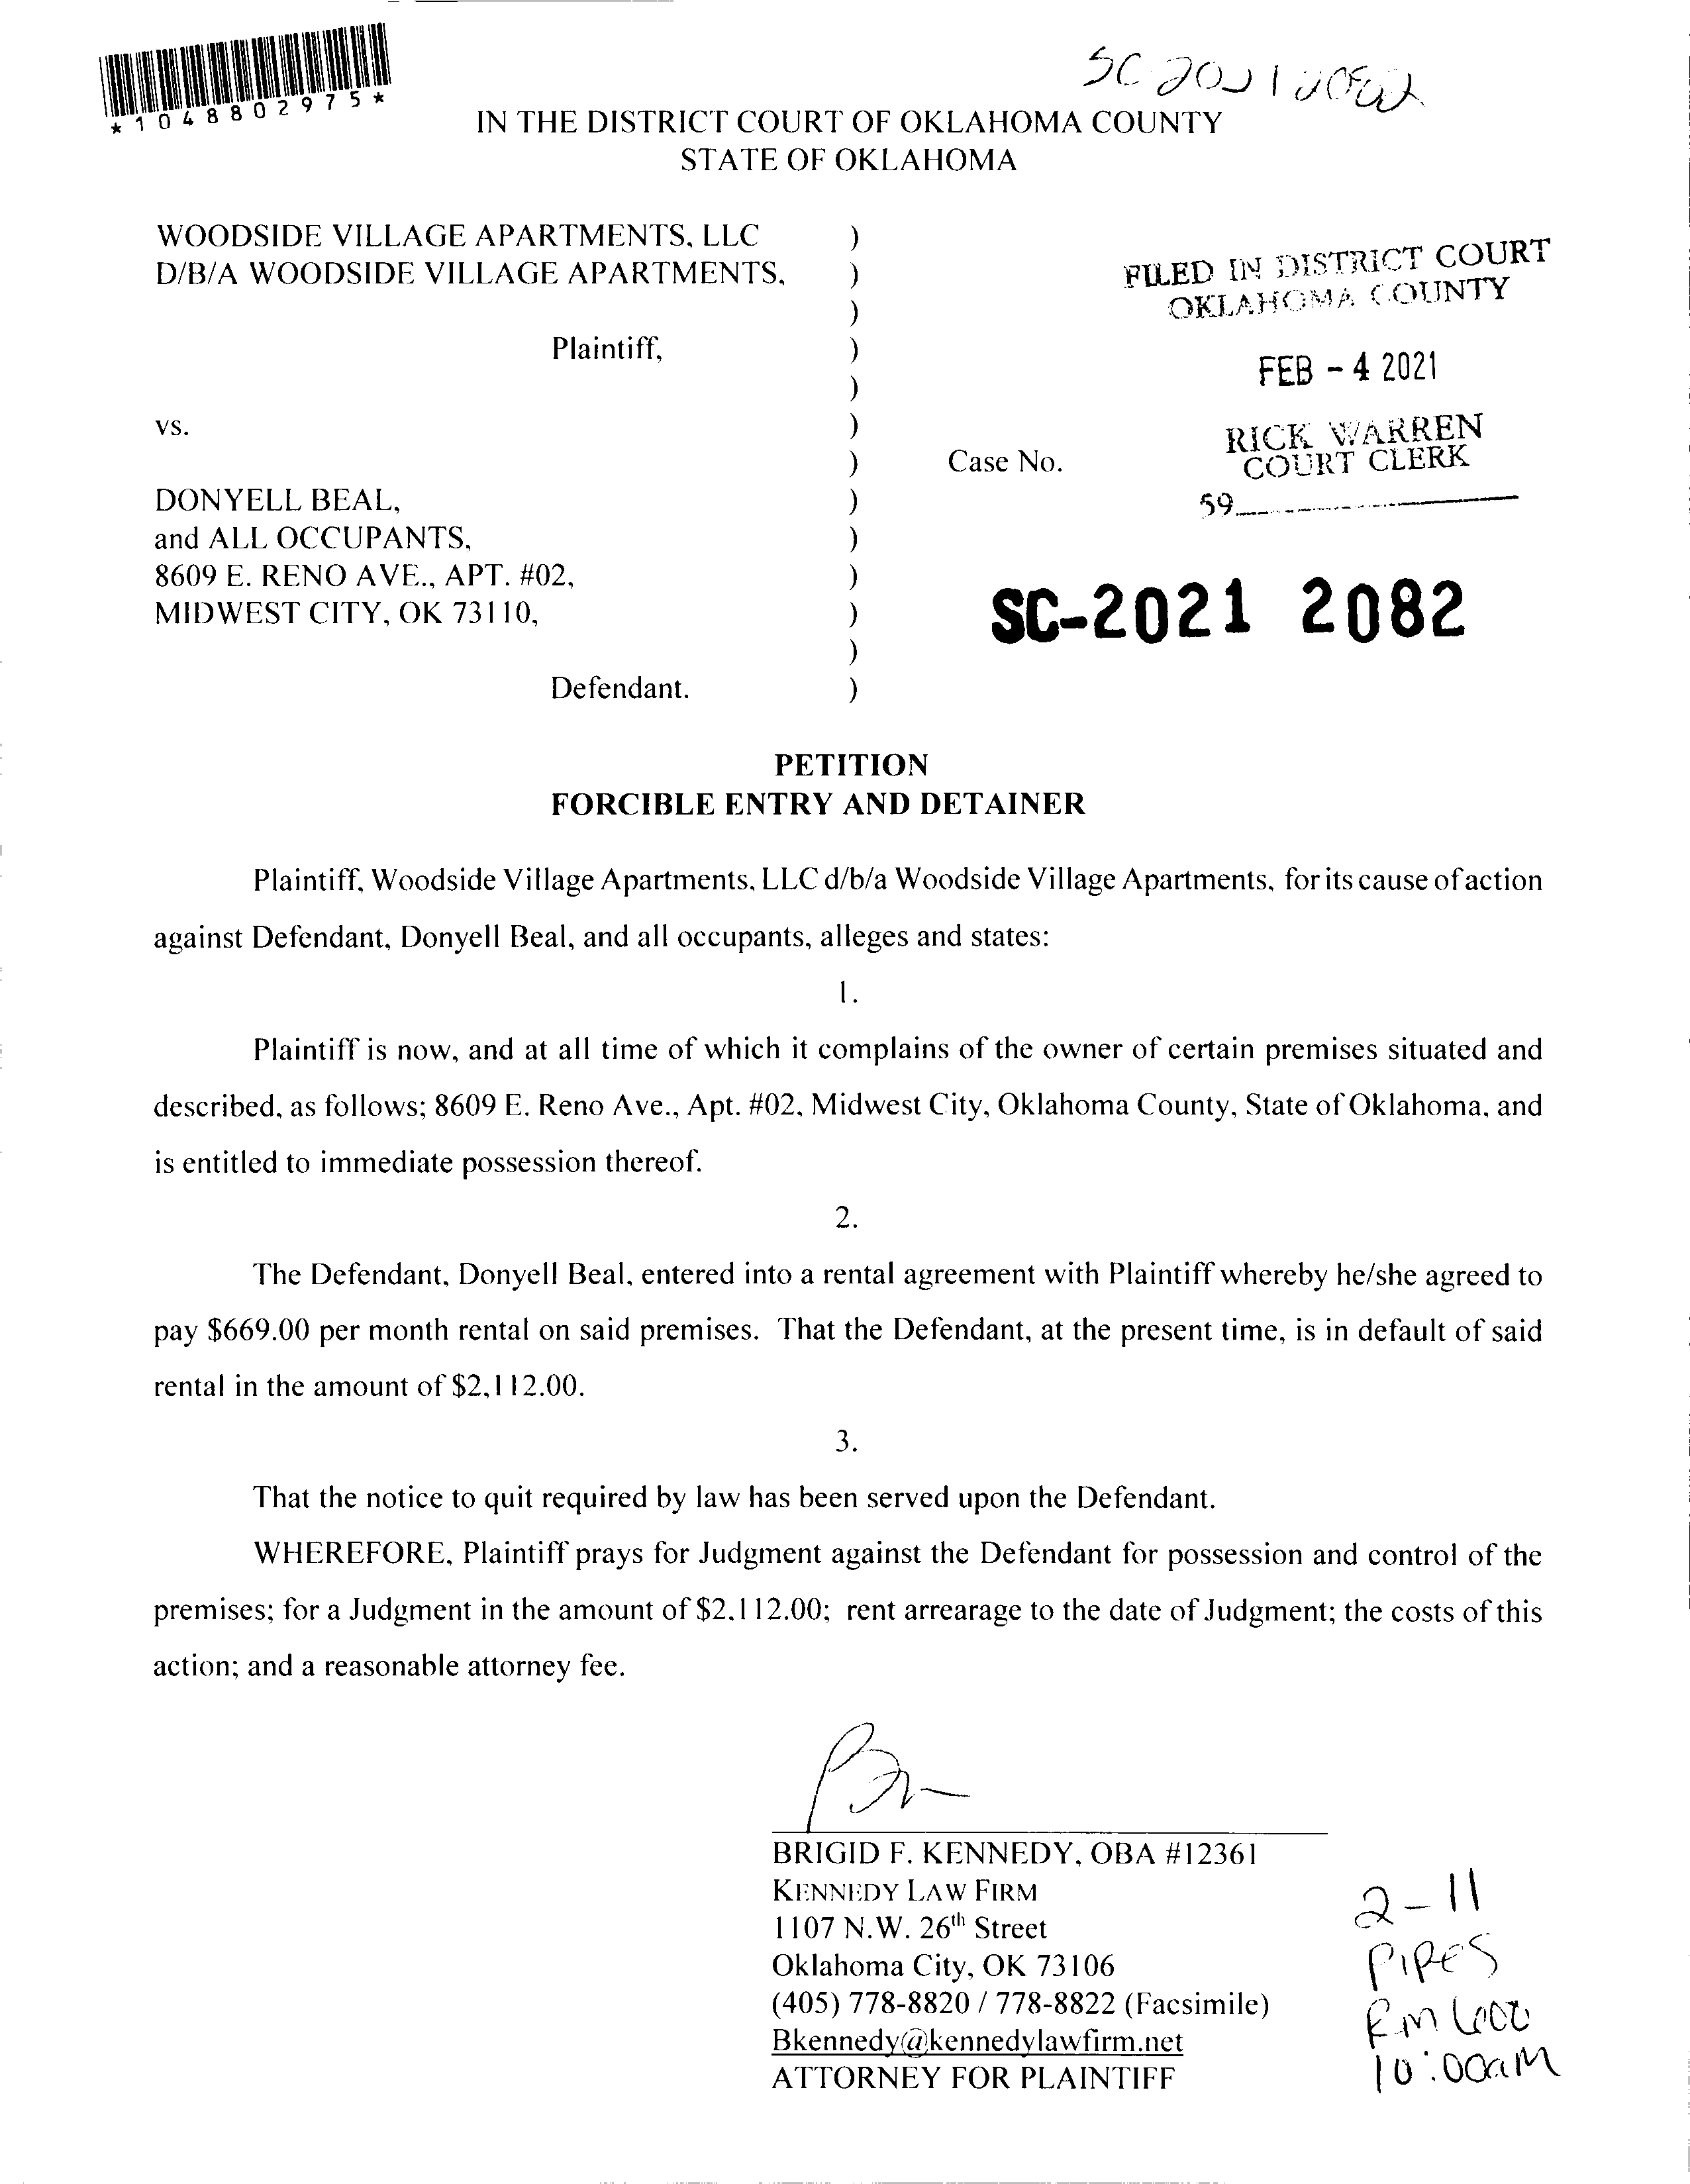 *1048802975*
SC 2021 2082
IN THE DISTRICT COURT OF OKLAHOMA COUNTY
STATE OF OKLAHOMA
WOODSIDE VILLAGE APARTMENTS, LLC )
D/B/A WOODSIDE VILLAGE APARTMENTS, )
)
Plaintiff, )
)
vs. )
) Case No.
DONYELL BEAL, )
and ALL OCCUPANTS, )
8609 E. RENO AVE., APT. #02, )
MIDWEST CITY, OK 73110, )
)
Defendant. )
FILED IN DISTRICT COURT
OKLAHOMA COUNTY
FEB - 4 2021
RICK WARREN
COURT CLERK
59
SC-2021 2082
PETITION
FORCIBLE ENTRY AND DETAINER
Plaintiff, Woodside Village Apartments, LLC d/b/a Woodside Village Apartments, for its cause of action
against Defendant, Donyell Beal, and all occupants, alleges and states:
1.
Plaintiff is now, and at all time of which it complains of the owner of certain premises situated and
described, as follows; 8609 E. Reno Ave., Apt. #02, Midwest City, Oklahoma County, State of Oklahoma, and
is entitled to immediate possession thereof.
2.
The Defendant, Donyell Beal, entered into a rental agreement with Plaintiff whereby he/she agreed to
pay $669.00 per month rental on said premises. That the Defendant, at the present time, is in default of said
rental in the amount of $2,112.00.
3.
That the notice to quit required by law has been served upon the Defendant.
WHEREFORE, Plaintiff prays for Judgment against the Defendant for possession and control of the
premises; for a Judgment in the amount of $2,112.00; rent arrearage to the date of Judgment; the costs of this
action; and a reasonable attorney fee.
BRIGID F. KENNEDY, OBA #12361
KENNEDY LAW FIRM
1107 N.W. 26th Street
Oklahoma City, OK 73106
(405) 778-8820 / 778-8822 (Facsimile)
Bkennedy@kennedylawfirm.net
ATTORNEY FOR PLAINTIFF
2-11
PIPES
Rm
10:00am